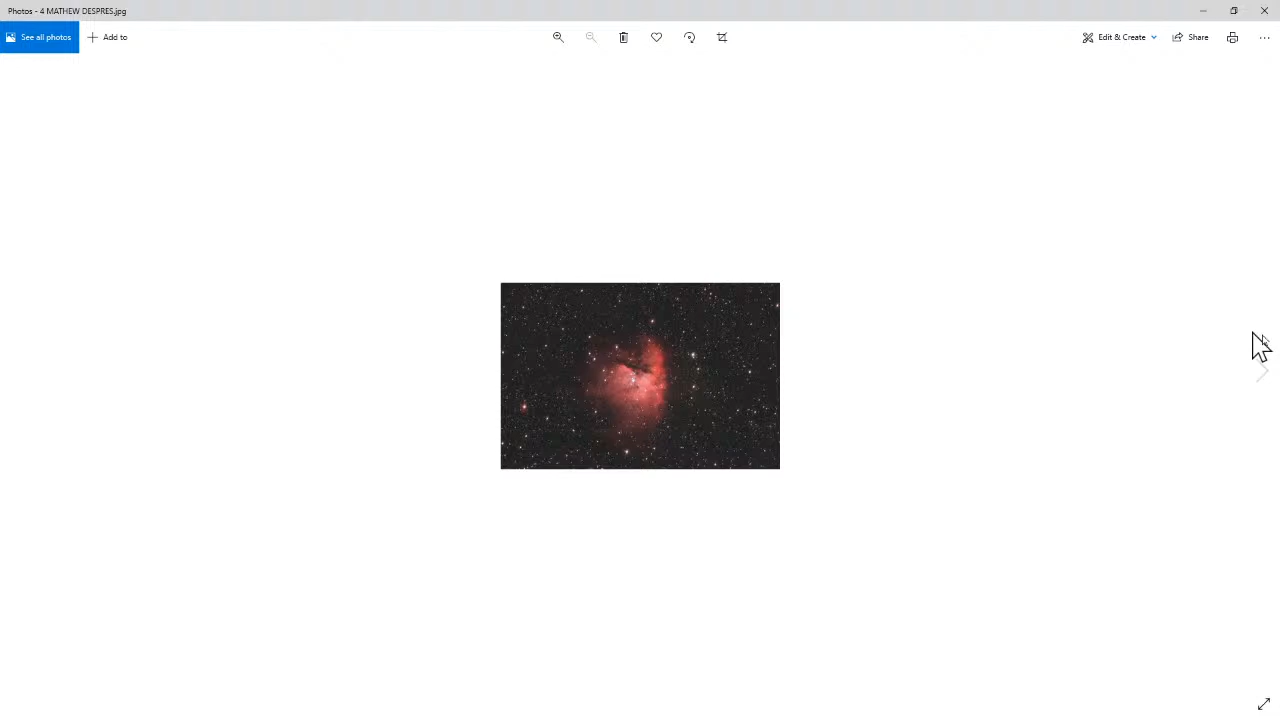 Photos - 4 MATHEW DESPRES.jpg
See all photos
Add to
Edit & Create
Share